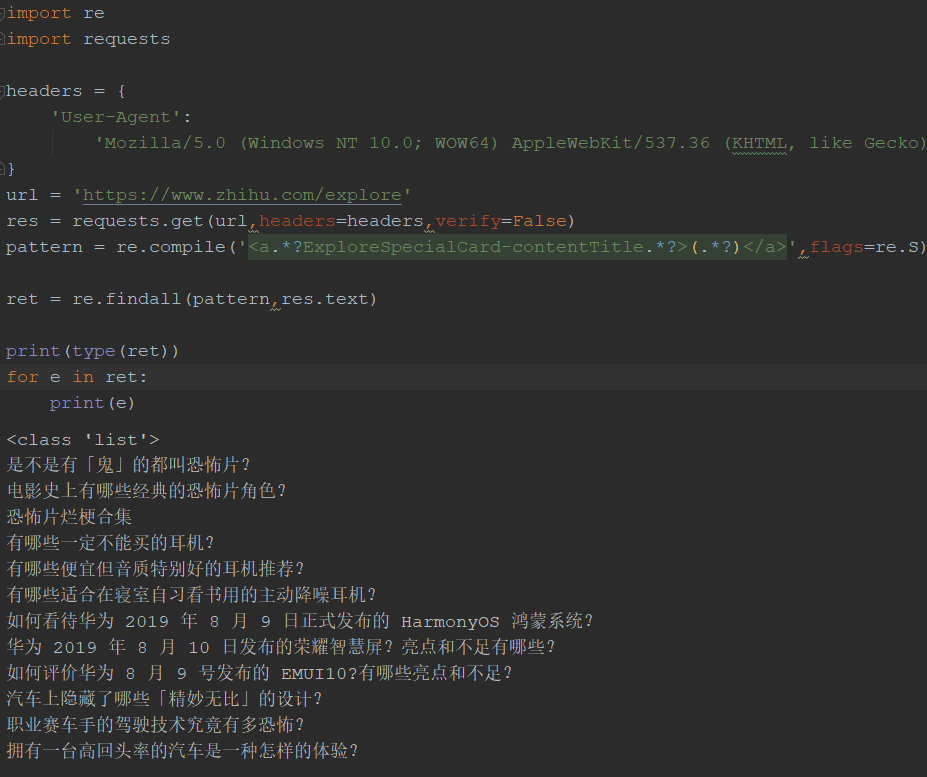 import re
import requests
headers = {
    'User-Agent':
        'Mozilla/5.0 (Windows NT 10.0; WOW64) AppleWebKit/537.36 (KHTML, like Gecko)
}
url = 'https://www.zhihu.com/explore'
res = requests.get(url,headers=headers,verify=False)
pattern = re.compile('<a.*?ExploreSpecialCard-contentTitle.*?>(.*?)</a>',flags=re.S)
ret = re.findall(pattern,res.text)
print(type(ret))
for e in ret:
    print(e)
<class 'list'>
是不是有「鬼」的都叫恐怖片？
电影史上有哪些经典的恐怖片角色？
恐怖片烂梗合集
有哪些一定不能买的耳机？
有哪些便宜但音质特别好的耳机推荐？
有哪些适合在寝室自习看书用的主动降噪耳机？
如何看待华为 2019 年 8 月 9 日正式发布的 HarmonyOS 鸿蒙系统？
华为 2019 年 8 月 10 日发布的荣耀智慧屏？亮点和不足有哪些？
如何评价华为 8 月 9 号发布的 EMUI10?有哪些亮点和不足？
汽车上隐藏了哪些「精妙无比」的设计？
职业赛车手的驾驶技术究竟有多恐怖？
拥有一台高回头率的汽车是一种怎样的体验？